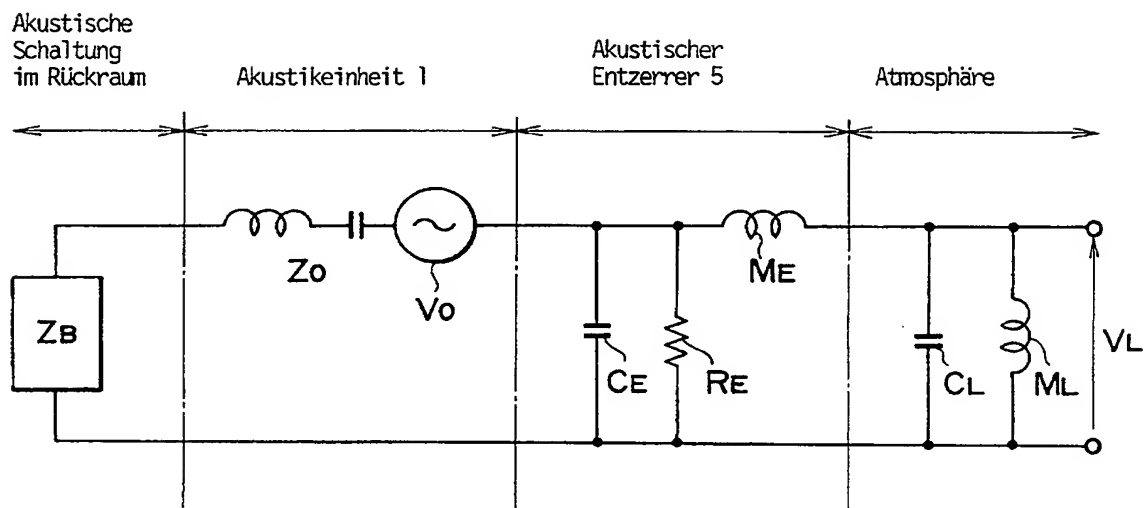 Akustische
Schaltung
im Rückraum
Akustikeinheit 1
Akustischer
Entzerrer 5
Atmosphäre
ZB
ZO
VO
CE
RE
ME
CL
ML
VL